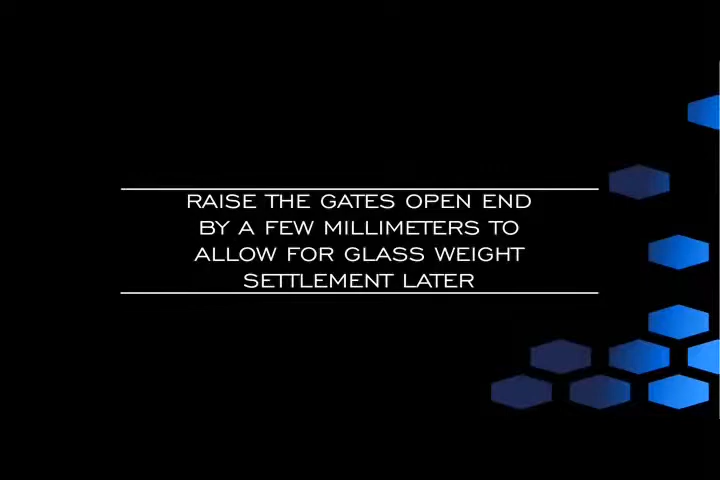 RAISE THE GATES OPEN END
BY A FEW MILLIMETERS TO
ALLOW FOR GLASS WEIGHT
SETTLEMENT LATER